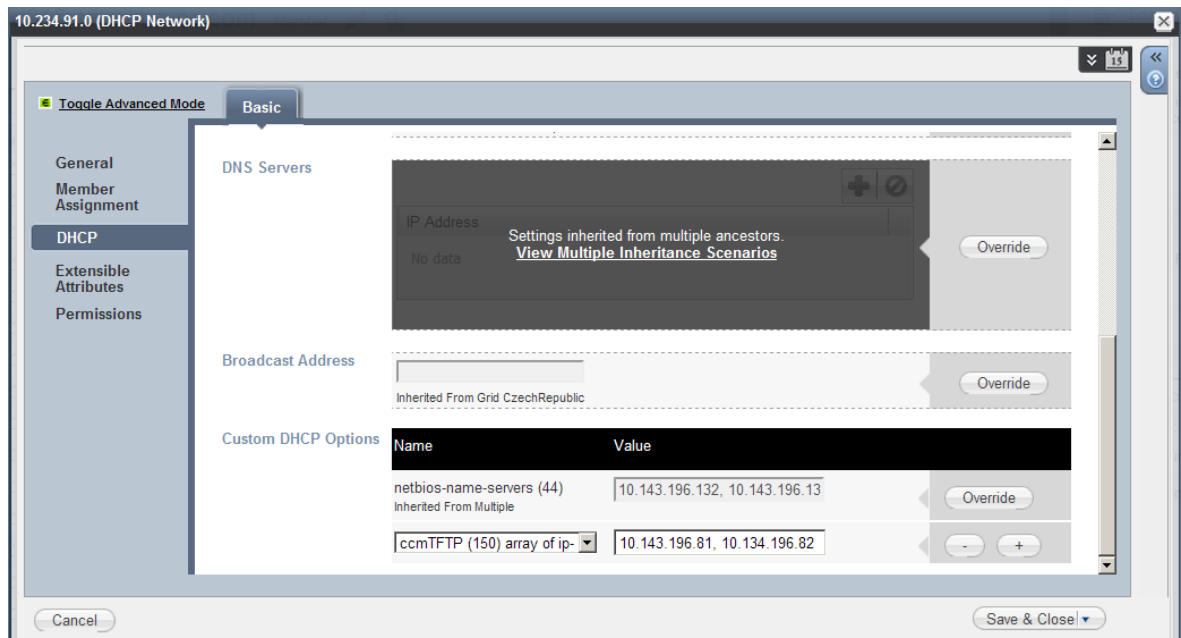 10.234.91.0 (DHCP Network)
15
Toggle Advanced Mode
Basic
General
Member
Assignment
DHCP
Extensible
Attributes
Permissions
DNS Servers
IP Address
No data
Settings inherited from multiple ancestors.
View Multiple Inheritance Scenarios
Override
Broadcast Address
Inherited From Grid CzechRepublic
Override
Custom DHCP Options
Name Value
netbios-name-servers (44) 10.143.196.132, 10.143.196.13
Inherited From Multiple
Override
ccmTFTP (150) array of ip- 10.143.196.81, 10.134.196.82
- +
Cancel
Save & Close